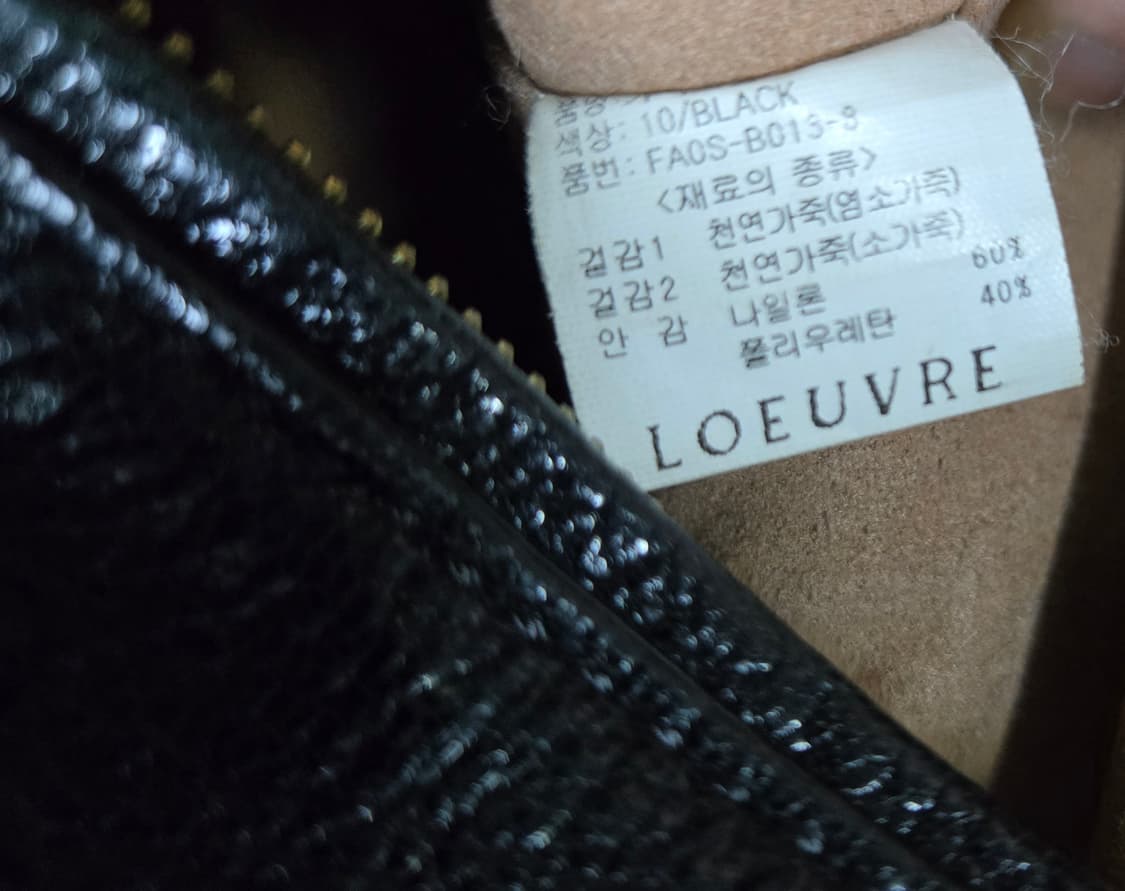 색상: 10/BLACK
품번: FA0S-B013-9
<재료의 종류>
겉감1 천연가죽(염소가죽)
겉감2 천연가죽(소가죽)
안 감 나일론 60%
폴리우레탄 40%
LOEUVRE